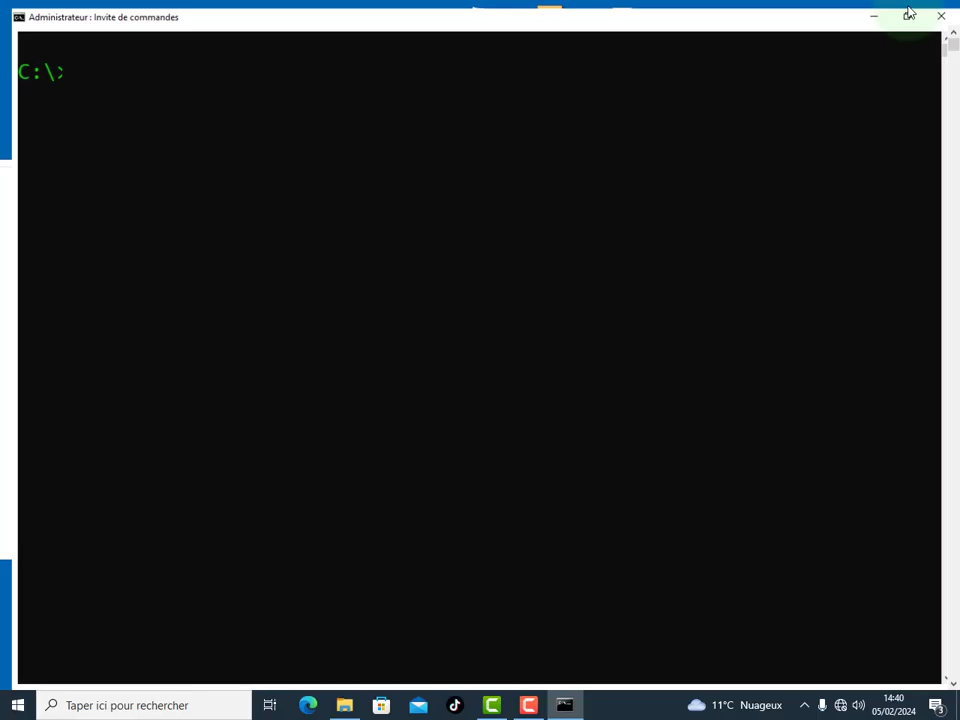 Administrateur : Invite de commandes
C:\>
Taper ici pour rechercher
11°C Nuageux
14:40
05/02/2024
3